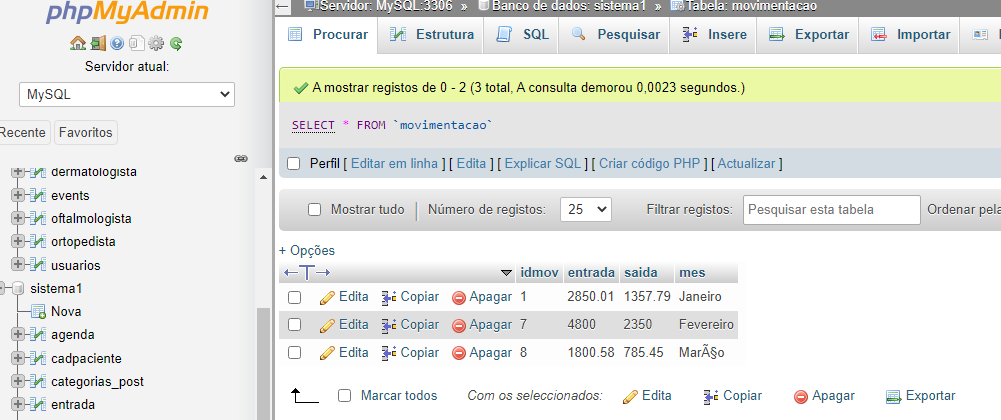 phpMyAdmin
Servidor atual:
MySQL
Recente Favoritos
dermatologista
events
oftalmologista
ortopedista
usuarios
sistema1
Nova
agenda
cadpaciente
categorias_post
entrada
Servidor: MySQL:3306 » Banco de dados: sistema1 » Tabela: movimentacao
Procurar Estrutura SQL Pesquisar Insere Exportar Importar
A mostrar registos de 0 - 2 (3 total, A consulta demorou 0,0023 segundos.)
SELECT * FROM `movimentacao`
Perfil [ Editar em linha ] [ Edita ] [ Explicar SQL ] [ Criar código PHP ] [ Actualizar ]
Mostrar tudo | Número de registos: 25 Filtrar registos: Pesquisar esta tabela Ordenar pela
+ Opções
←T→ idmov entrada saida mes
Edita Copiar Apagar 1 2850.01 1357.79 Janeiro
Edita Copiar Apagar 7 4800 2350 Fevereiro
Edita Copiar Apagar 8 1800.58 785.45 MarÃ§o
Marcar todos Com os seleccionados: Edita Copiar Apagar Exportar